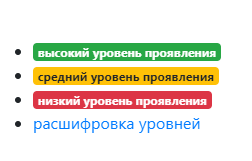 высокий уровень проявления
средний уровень проявления
низкий уровень проявления
расшифровка уровней